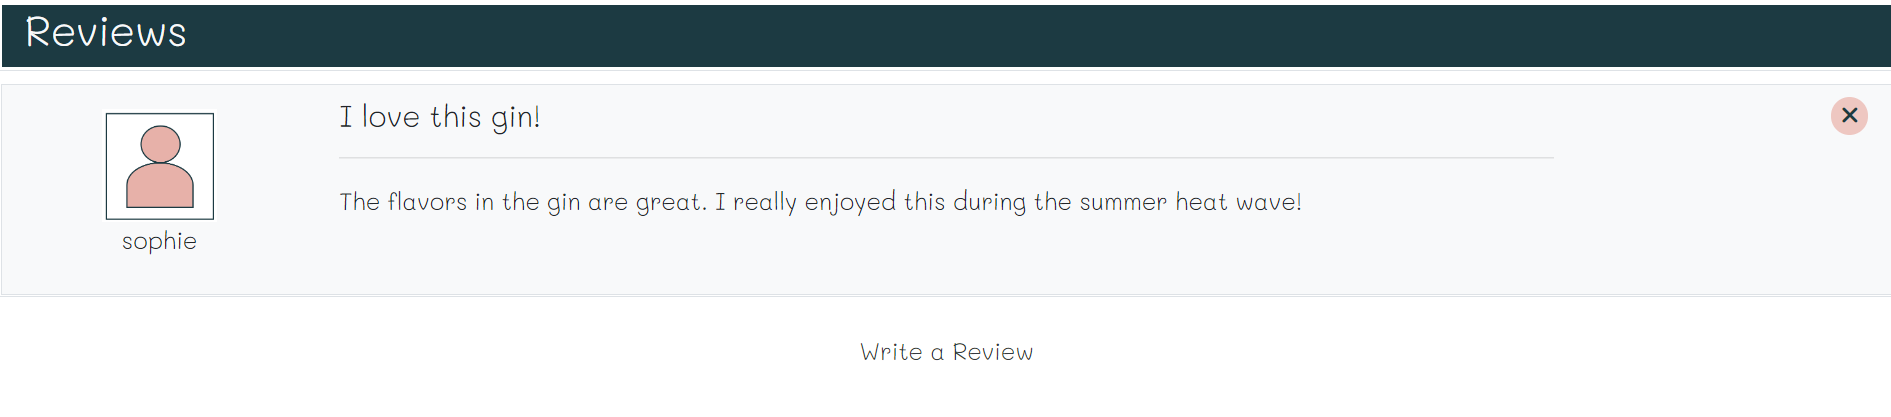 Reviews
I love this gin!
The flavors in the gin are great. I really enjoyed this during the summer heat wave!
sophie
Write a Review